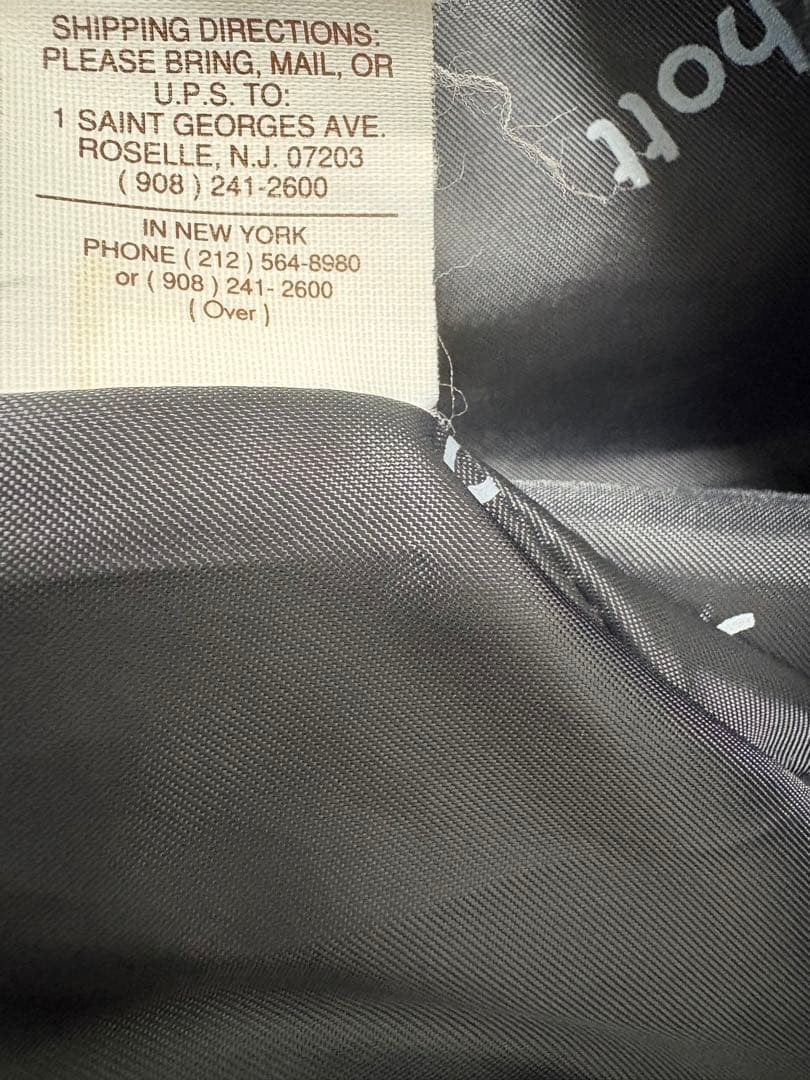 SHIPPING DIRECTIONS:
PLEASE BRING, MAIL, OR
U.P.S. TO:
1 SAINT GEORGES AVE.
ROSELLE, N.J. 07203
( 908 ) 241-2600
IN NEW YORK
PHONE ( 212 ) 564-8980
or ( 908 ) 241- 2600
( Over )